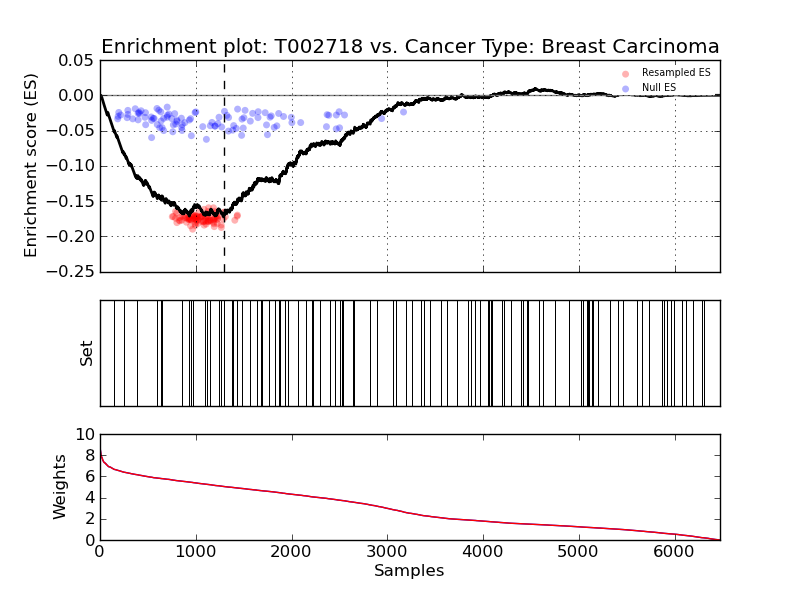 Enrichment plot: T002718 vs. Cancer Type: Breast Carcinoma
0.05
0.00
−0.05
−0.10
−0.15
−0.20
−0.25
Enrichment score (ES)
Resampled ES
Null ES
Set
10
8
6
4
2
0
Weights
0
1000
2000
3000
4000
5000
6000
Samples